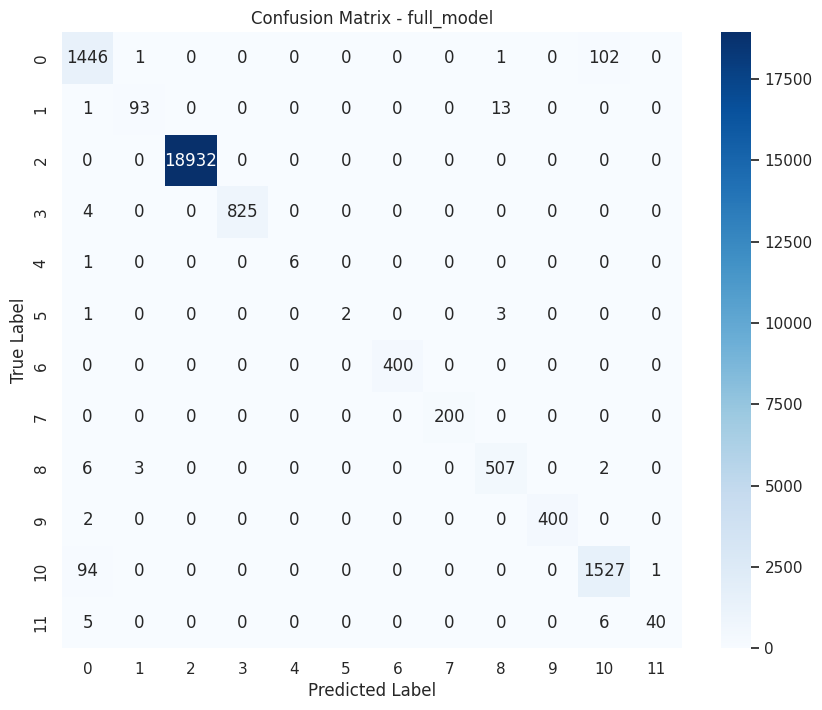 Confusion Matrix - full_model
True Label
0 1446 1 0 0 0 0 0 0 1 0 102 0
1 1 93 0 0 0 0 0 0 13 0 0 0
2 0 0 18932 0 0 0 0 0 0 0 0 0
3 4 0 0 825 0 0 0 0 0 0 0 0
4 1 0 0 0 6 0 0 0 0 0 0 0
5 1 0 0 0 0 2 0 0 3 0 0 0
6 0 0 0 0 0 0 400 0 0 0 0 0
7 0 0 0 0 0 0 0 200 0 0 0 0
8 6 3 0 0 0 0 0 0 507 0 2 0
9 2 0 0 0 0 0 0 0 0 400 0 0
10 94 0 0 0 0 0 0 0 0 0 1527 1
11 5 0 0 0 0 0 0 0 0 0 6 40
0 1 2 3 4 5 6 7 8 9 10 11
Predicted Label
17500
15000
12500
10000
7500
5000
2500
0